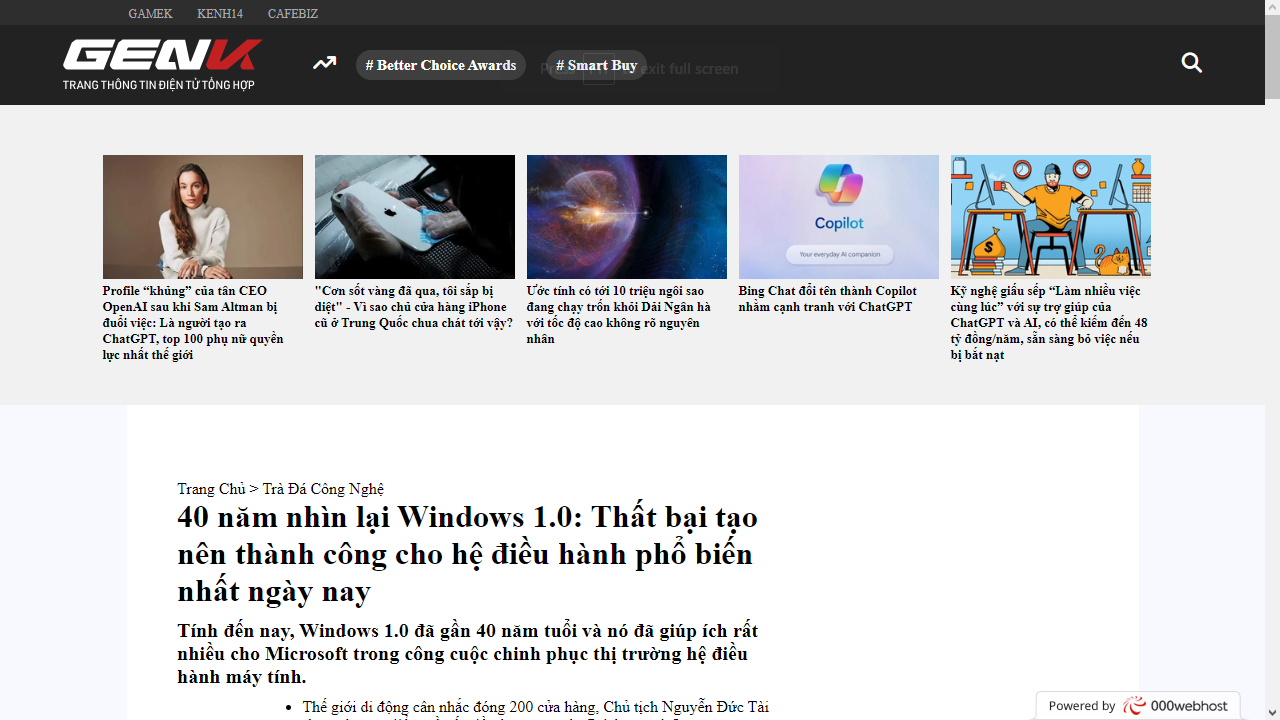 GAMEK KENH14 CAFEBIZ
GENK
TRANG THÔNG TIN ĐIỆN TỬ TỔNG HỢP
# Better Choice Awards # Smart Buy
exit full screen
Copilot
Your everyday AI companion
Profile “khủng” của tân CEO
OpenAI sau khi Sam Altman bị
đuổi việc: Là người tạo ra
ChatGPT, top 100 phụ nữ quyền
lực nhất thế giới
"Cơn sốt vàng đã qua, tôi sắp bị
diệt" - Vì sao chủ cửa hàng iPhone
cũ ở Trung Quốc chua chát tới vậy?
Ước tính có tới 10 triệu ngôi sao
đang chạy trốn khỏi Dải Ngân hà
với tốc độ cao không rõ nguyên
nhân
Bing Chat đổi tên thành Copilot
nhằm cạnh tranh với ChatGPT
Kỹ nghệ giấu sếp “Làm nhiều việc
cùng lúc” với sự trợ giúp của
ChatGPT và AI, có thể kiếm đến 48
tỷ đồng/năm, sẵn sàng bỏ việc nếu
bị bắt nạt
Trang Chủ > Trà Đá Công Nghệ
40 năm nhìn lại Windows 1.0: Thất bại tạo
nên thành công cho hệ điều hành phổ biến
nhất ngày nay
Tính đến nay, Windows 1.0 đã gần 40 năm tuổi và nó đã giúp ích rất
nhiều cho Microsoft trong công cuộc chinh phục thị trường hệ điều
hành máy tính.
Thế giới di động cân nhắc đóng 200 cửa hàng, Chủ tịch Nguyễn Đức Tài
Powered by 000webhost